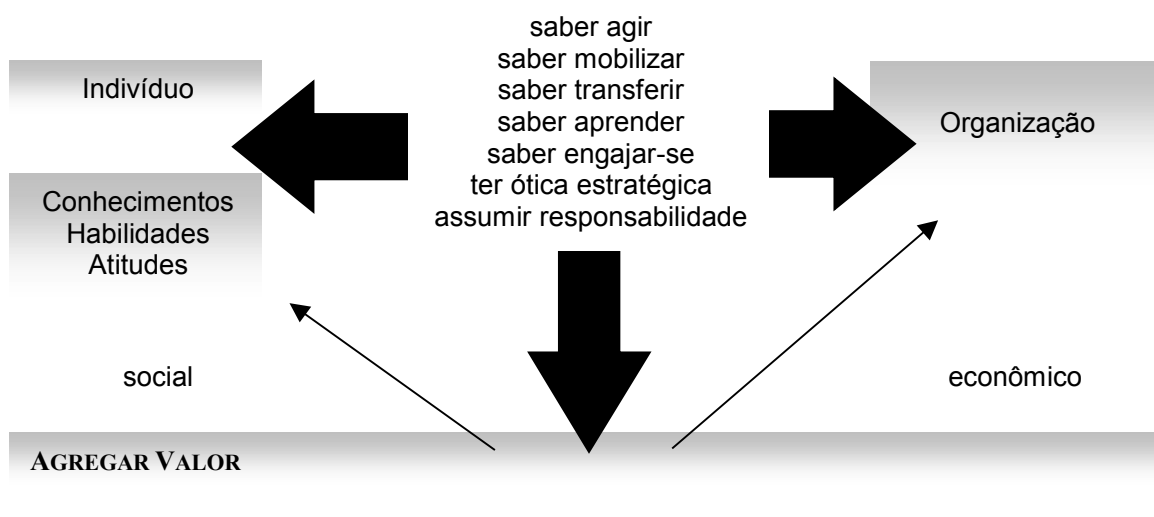 saber agir
saber mobilizar
saber transferir
saber aprender
saber engajar-se
ter ótica estratégica
assumir responsabilidade
Indivíduo
Conhecimentos
Habilidades
Atitudes
Organização
social
econômico
AGREGAR VALOR